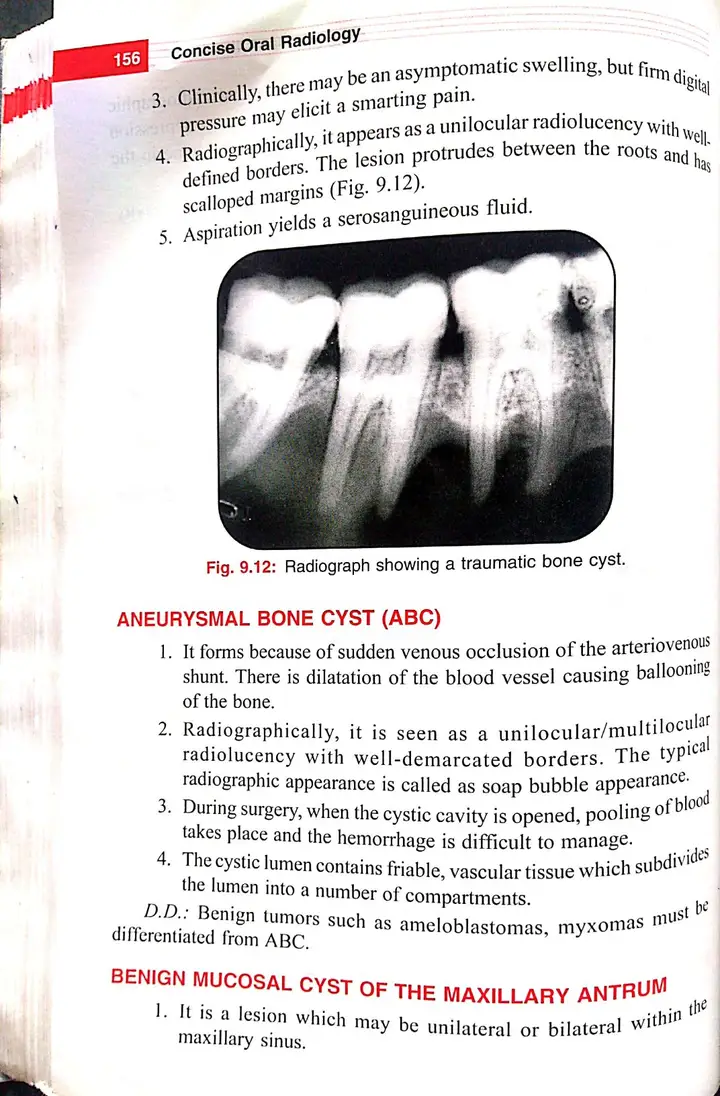 156 Concise Oral Radiology
3. Clinically, there may be an asymptomatic swelling, but firm digital
pressure may elicit a smarting pain.
4. Radiographically, it appears as a unilocular radiolucency with well-
defined borders. The lesion protrudes between the roots and has
scalloped margins (Fig. 9.12).
5. Aspiration yields a serosanguineous fluid.
Fig. 9.12: Radiograph showing a traumatic bone cyst.
ANEURYSMAL BONE CYST (ABC)
1. It forms because of sudden venous occlusion of the arteriovenous
shunt. There is dilatation of the blood vessel causing ballooning
of the bone.
2. Radiographically, it is seen as a unilocular/multilocular
radiolucency with well-demarcated borders. The typical
radiographic appearance is called as soap bubble appearance.
3. During surgery, when the cystic cavity is opened, pooling of blood
takes place and the hemorrhage is difficult to manage.
4. The cystic lumen contains friable, vascular tissue which subdivides
the lumen into a number of compartments.
D.D.: Benign tumors such as ameloblastomas, myxomas must be
differentiated from ABC.
BENIGN MUCOSAL CYST OF THE MAXILLARY ANTRUM
1. It is a lesion which may be unilateral or bilateral within the
maxillary sinus.